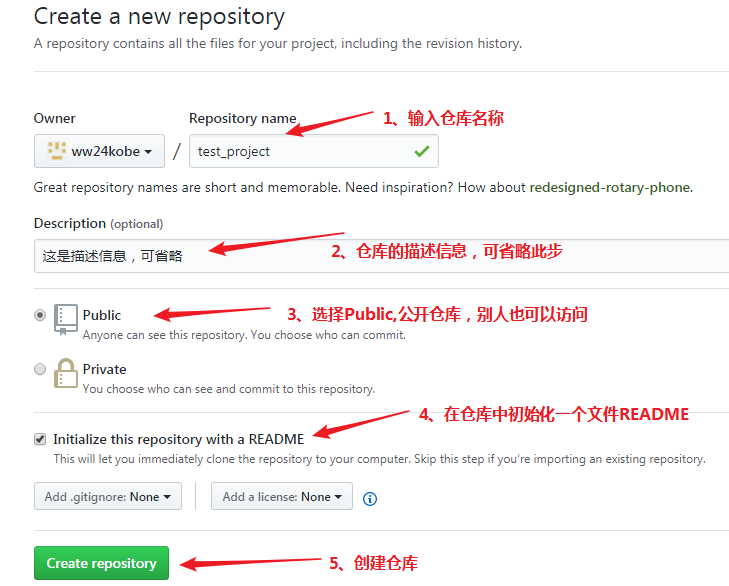 Create a new repository
A repository contains all the files for your project, including the revision history.
Owner
Repository name
1、输入仓库名称
ww24kobe / test_project
Great repository names are short and memorable. Need inspiration? How about redesigned-rotary-phone.
Description (optional)
这是描述信息，可省略
2、仓库的描述信息，可省略此步
Public
3、选择Public,公开仓库，别人也可以访问
Anyone can see this repository. You choose who can commit.
Private
You choose who can see and commit to this repository.
4、在仓库中初始化一个文件README
Initialize this repository with a README
This will let you immediately clone the repository to your computer. Skip this step if you’re importing an existing repository.
Add .gitignore: None
Add a license: None
Create repository
5、创建仓库